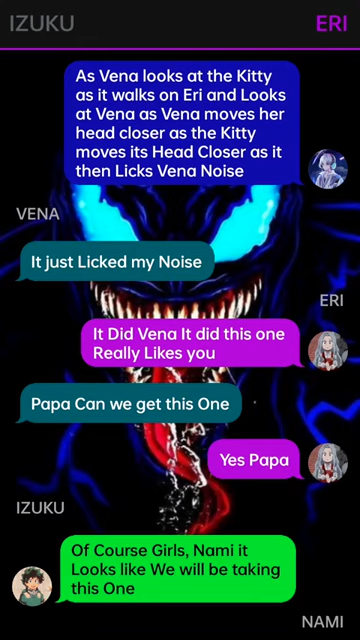 IZUKU
ERI
As Vena looks at the Kitty
as it walks on Eri and Looks
at Vena as Vena moves her
head closer as the Kitty
moves its Head Closer as it
then Licks Vena Noise
VENA
It just Licked my Noise
ERI
It Did Vena It did this one
Really Likes you
Papa Can we get this One
Yes Papa
IZUKU
Of Course Girls, Nami it
Looks like We will be taking
this One
NAMI